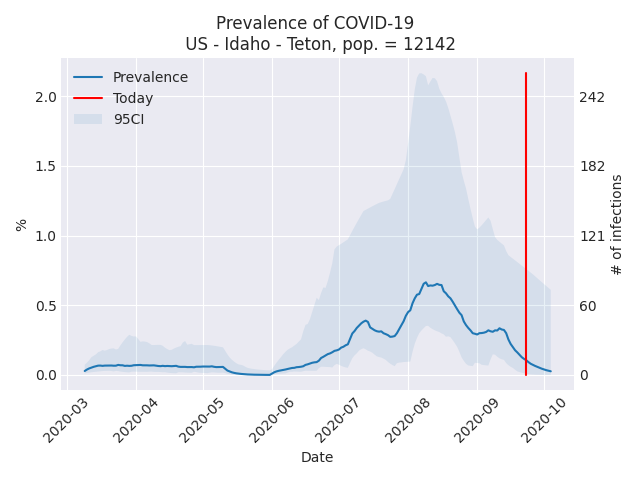 Prevalence of COVID-19
US - Idaho - Teton, pop. = 12142
Prevalence
Today
95CI
%
2.0
1.5
1.0
0.5
0.0
242
182
121
60
0
# of infections
2020-03
2020-04
2020-05
2020-06
2020-07
2020-08
2020-09
2020-10
Date